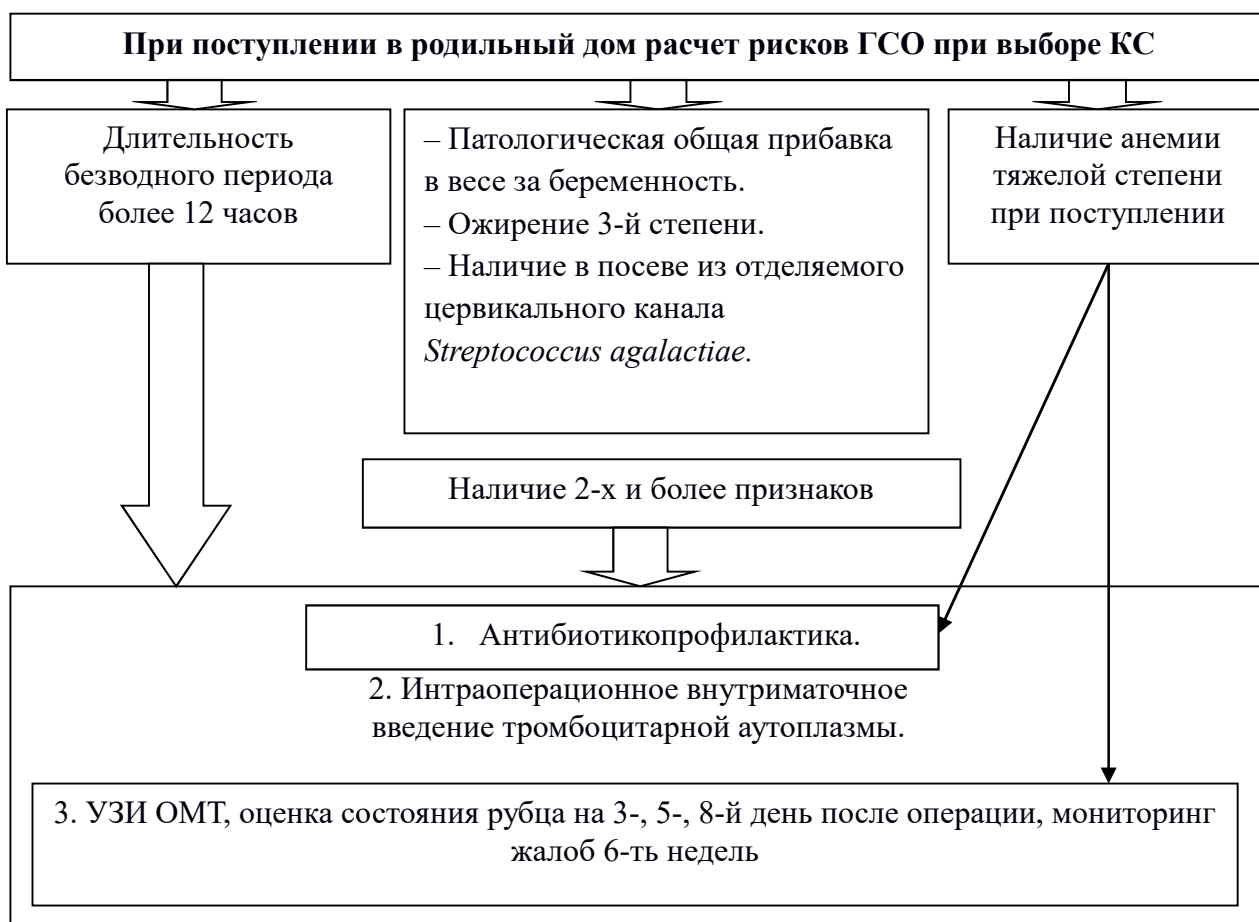 При поступлении в родильный дом расчет рисков ГСО при выборе КС
Длительность
безводного периода
более 12 часов
– Патологическая общая прибавка
в весе за беременность.
– Ожирение 3-й степени.
– Наличие в посеве из отделяемого
цервикального канала
Streptococcus agalactiae.
Наличие анемии
тяжелой степени
при поступлении
Наличие 2-х и более признаков
1. Антибиотикопрофилактика.
2. Интраоперационное внутриматочное
введение тромбоцитарной аутоплазмы.
3. УЗИ ОМТ, оценка состояния рубца на 3-, 5-, 8-й день после операции, мониторинг
жалоб 6-ть недель